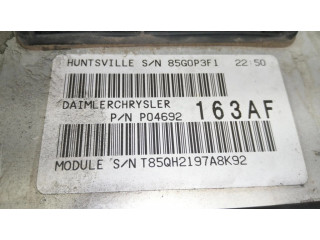 HUNTSVILLE S/N 85G0P3F1 22 50
DAIMLERCHRYSLER 163AF
P/N P04692
MODULE S/N T85QH2197A8K92